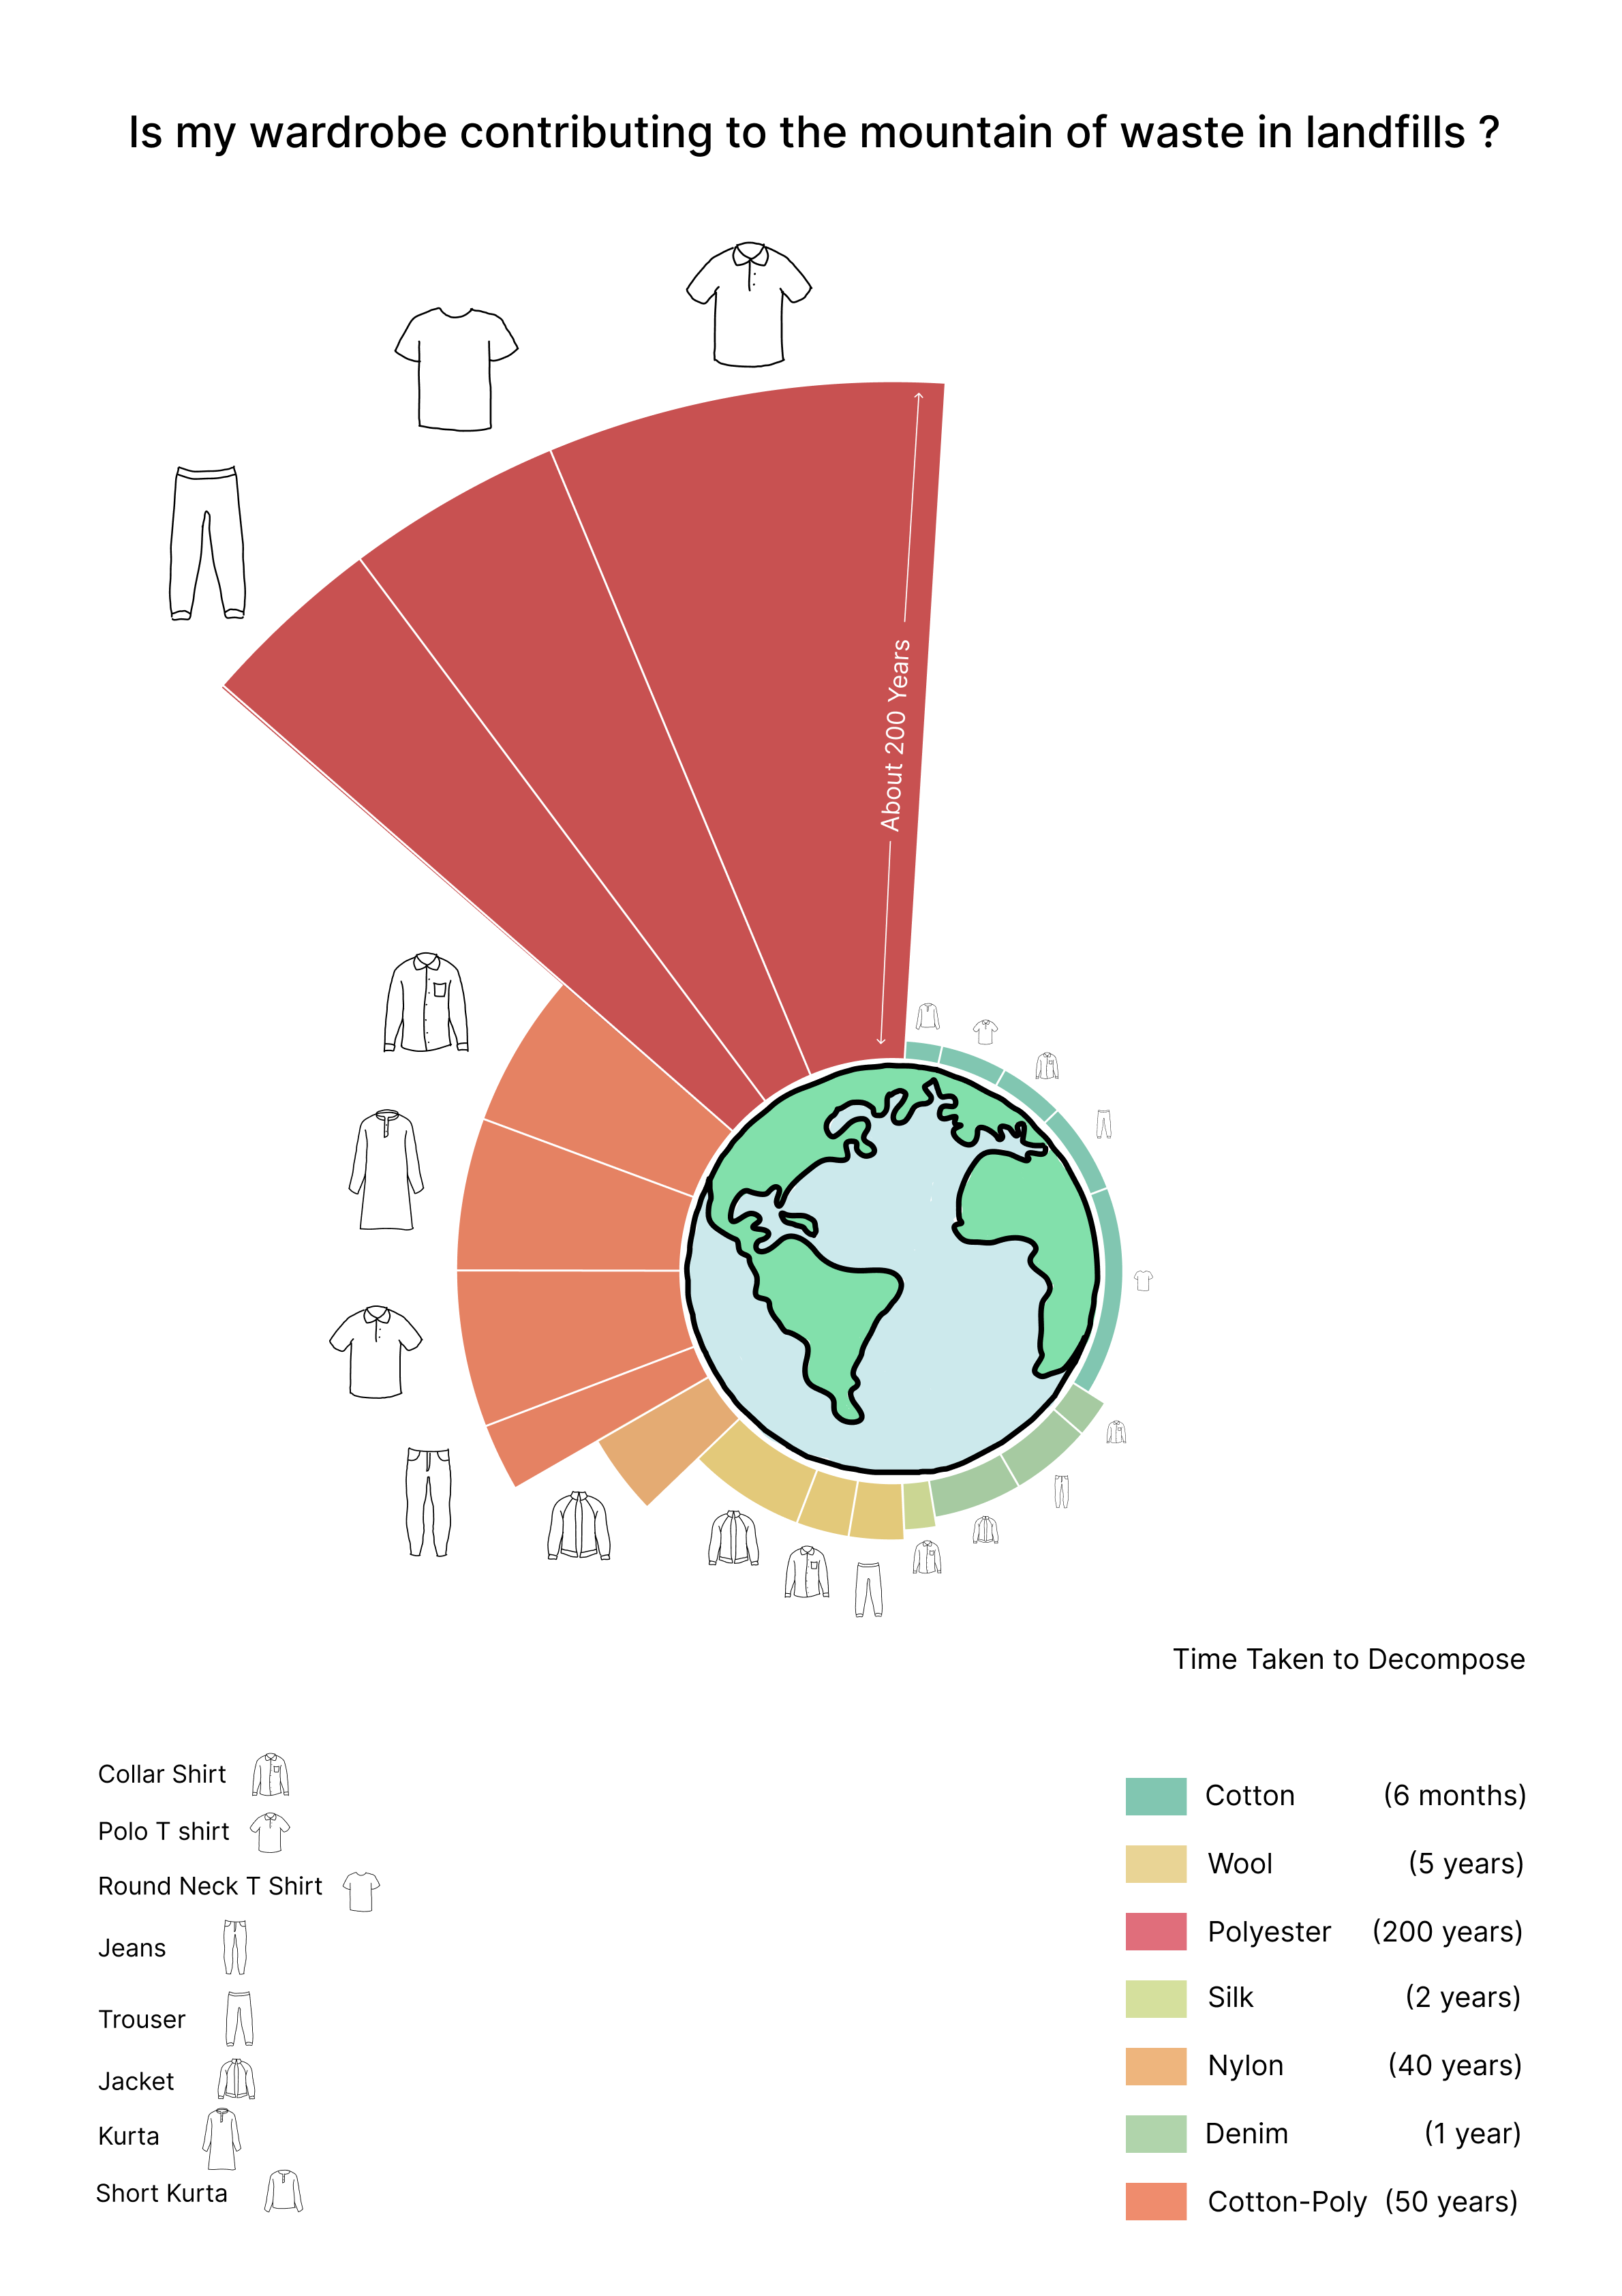 Is my wardrobe contributing to the mountain of waste in landfills ?
About 200 Years
Time Taken to Decompose
Collar Shirt
Polo T shirt
Round Neck T Shirt
Jeans
Trouser
Jacket
Kurta
Short Kurta
Cotton (6 months)
Wool (5 years)
Polyester (200 years)
Silk (2 years)
Nylon (40 years)
Denim (1 year)
Cotton-Poly (50 years)